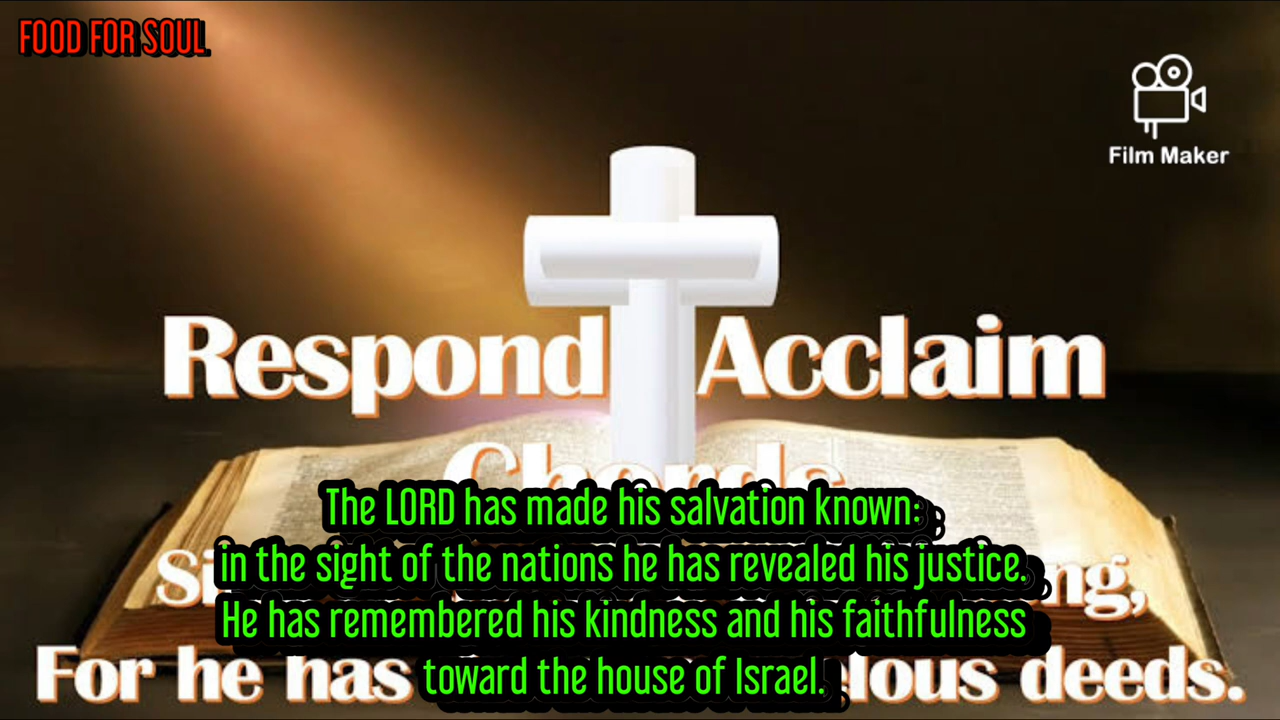 FOOD FOR SOUL
Film Maker
Respond Acclaim
Chords
The LORD has made his salvation known:
in the sight of the nations he has revealed his justice.
He has remembered his kindness and his faithfulness
toward the house of Israel.
For he has deeds.